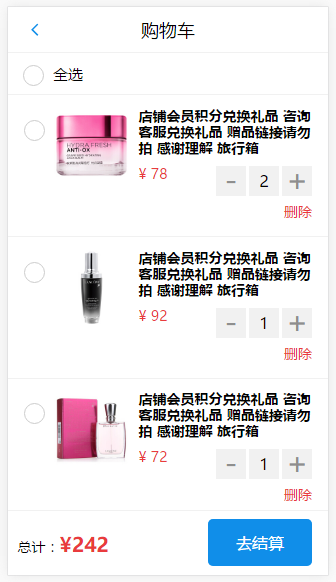 购物车
全选
HYDRA FRESH
ANTI-OX
店铺会员积分兑换礼品 咨询
客服兑换礼品 赠品链接请勿
拍 感谢理解 旅行箱
¥ 78
- 2 +
删除
店铺会员积分兑换礼品 咨询
客服兑换礼品 赠品链接请勿
拍 感谢理解 旅行箱
¥ 92
- 1 +
删除
店铺会员积分兑换礼品 咨询
客服兑换礼品 赠品链接请勿
拍 感谢理解 旅行箱
¥ 72
- 1 +
删除
总计：¥242
去结算